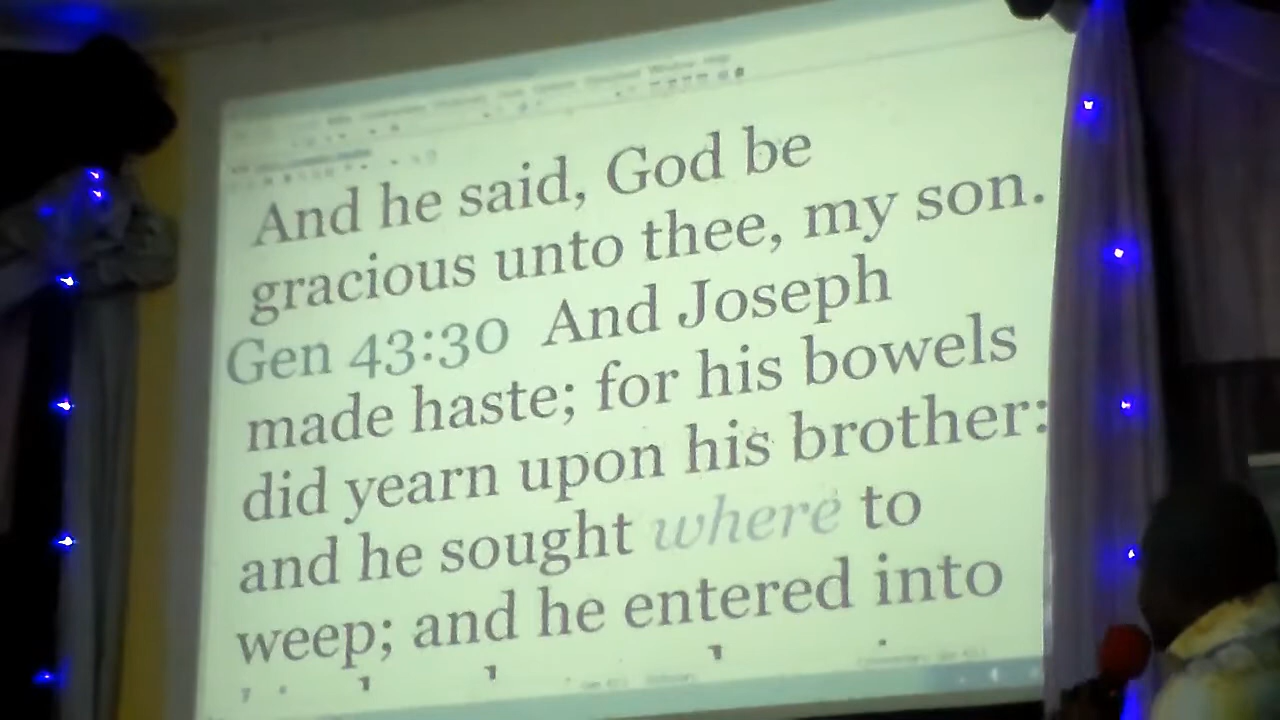 And he said, God be
gracious unto thee, my son.
Gen 43:30 And Joseph
made haste; for his bowels
did yearn upon his brother:
and he sought where to
weep; and he entered into